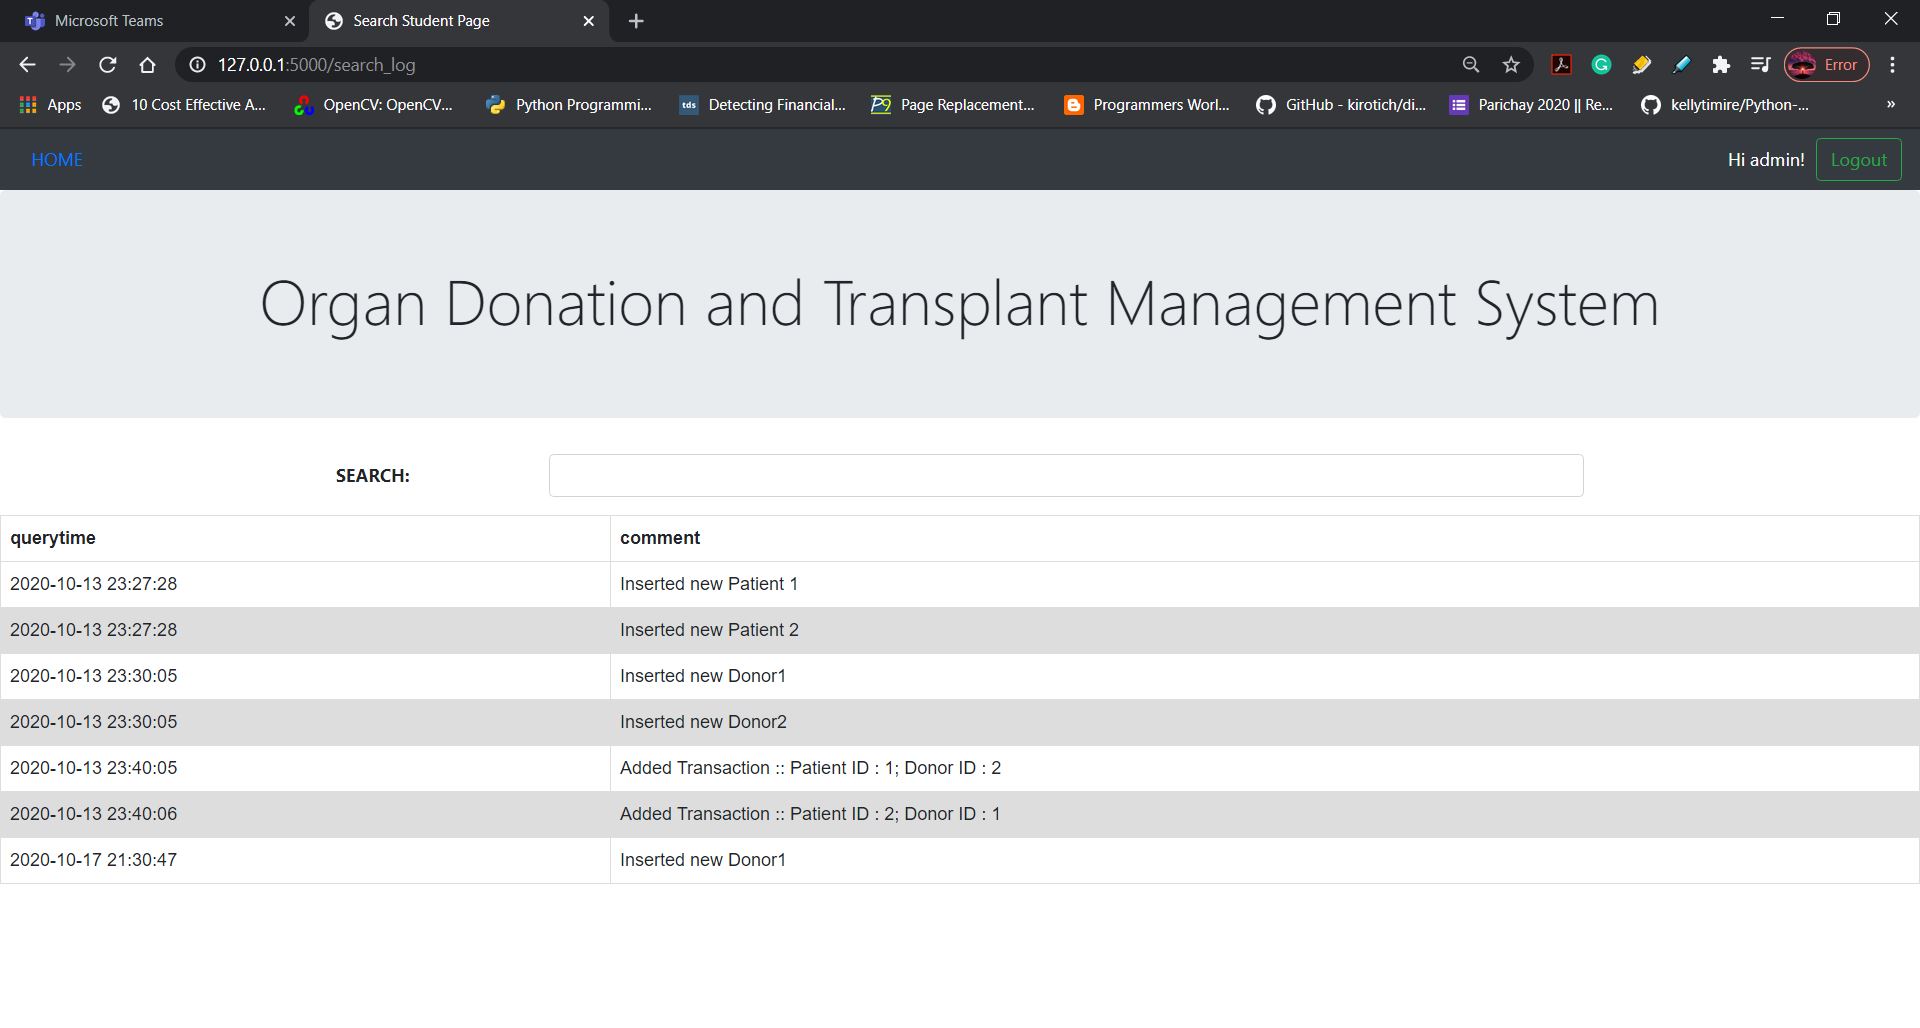 Microsoft Teams
Search Student Page
127.0.0.1:5000/search_log
Error
Apps
10 Cost Effective A...
OpenCV: OpenCV...
Python Programmi...
tds
Detecting Financial...
Page Replacement...
Programmers Worl...
GitHub - kirotich/di...
Parichay 2020 || Re...
kellytimire/Python-...
»
HOME
Hi admin!
Logout
Organ Donation and Transplant Management System
SEARCH:
querytime comment
2020-10-13 23:27:28 Inserted new Patient 1
2020-10-13 23:27:28 Inserted new Patient 2
2020-10-13 23:30:05 Inserted new Donor1
2020-10-13 23:30:05 Inserted new Donor2
2020-10-13 23:40:05 Added Transaction :: Patient ID : 1; Donor ID : 2
2020-10-13 23:40:06 Added Transaction :: Patient ID : 2; Donor ID : 1
2020-10-17 21:30:47 Inserted new Donor1